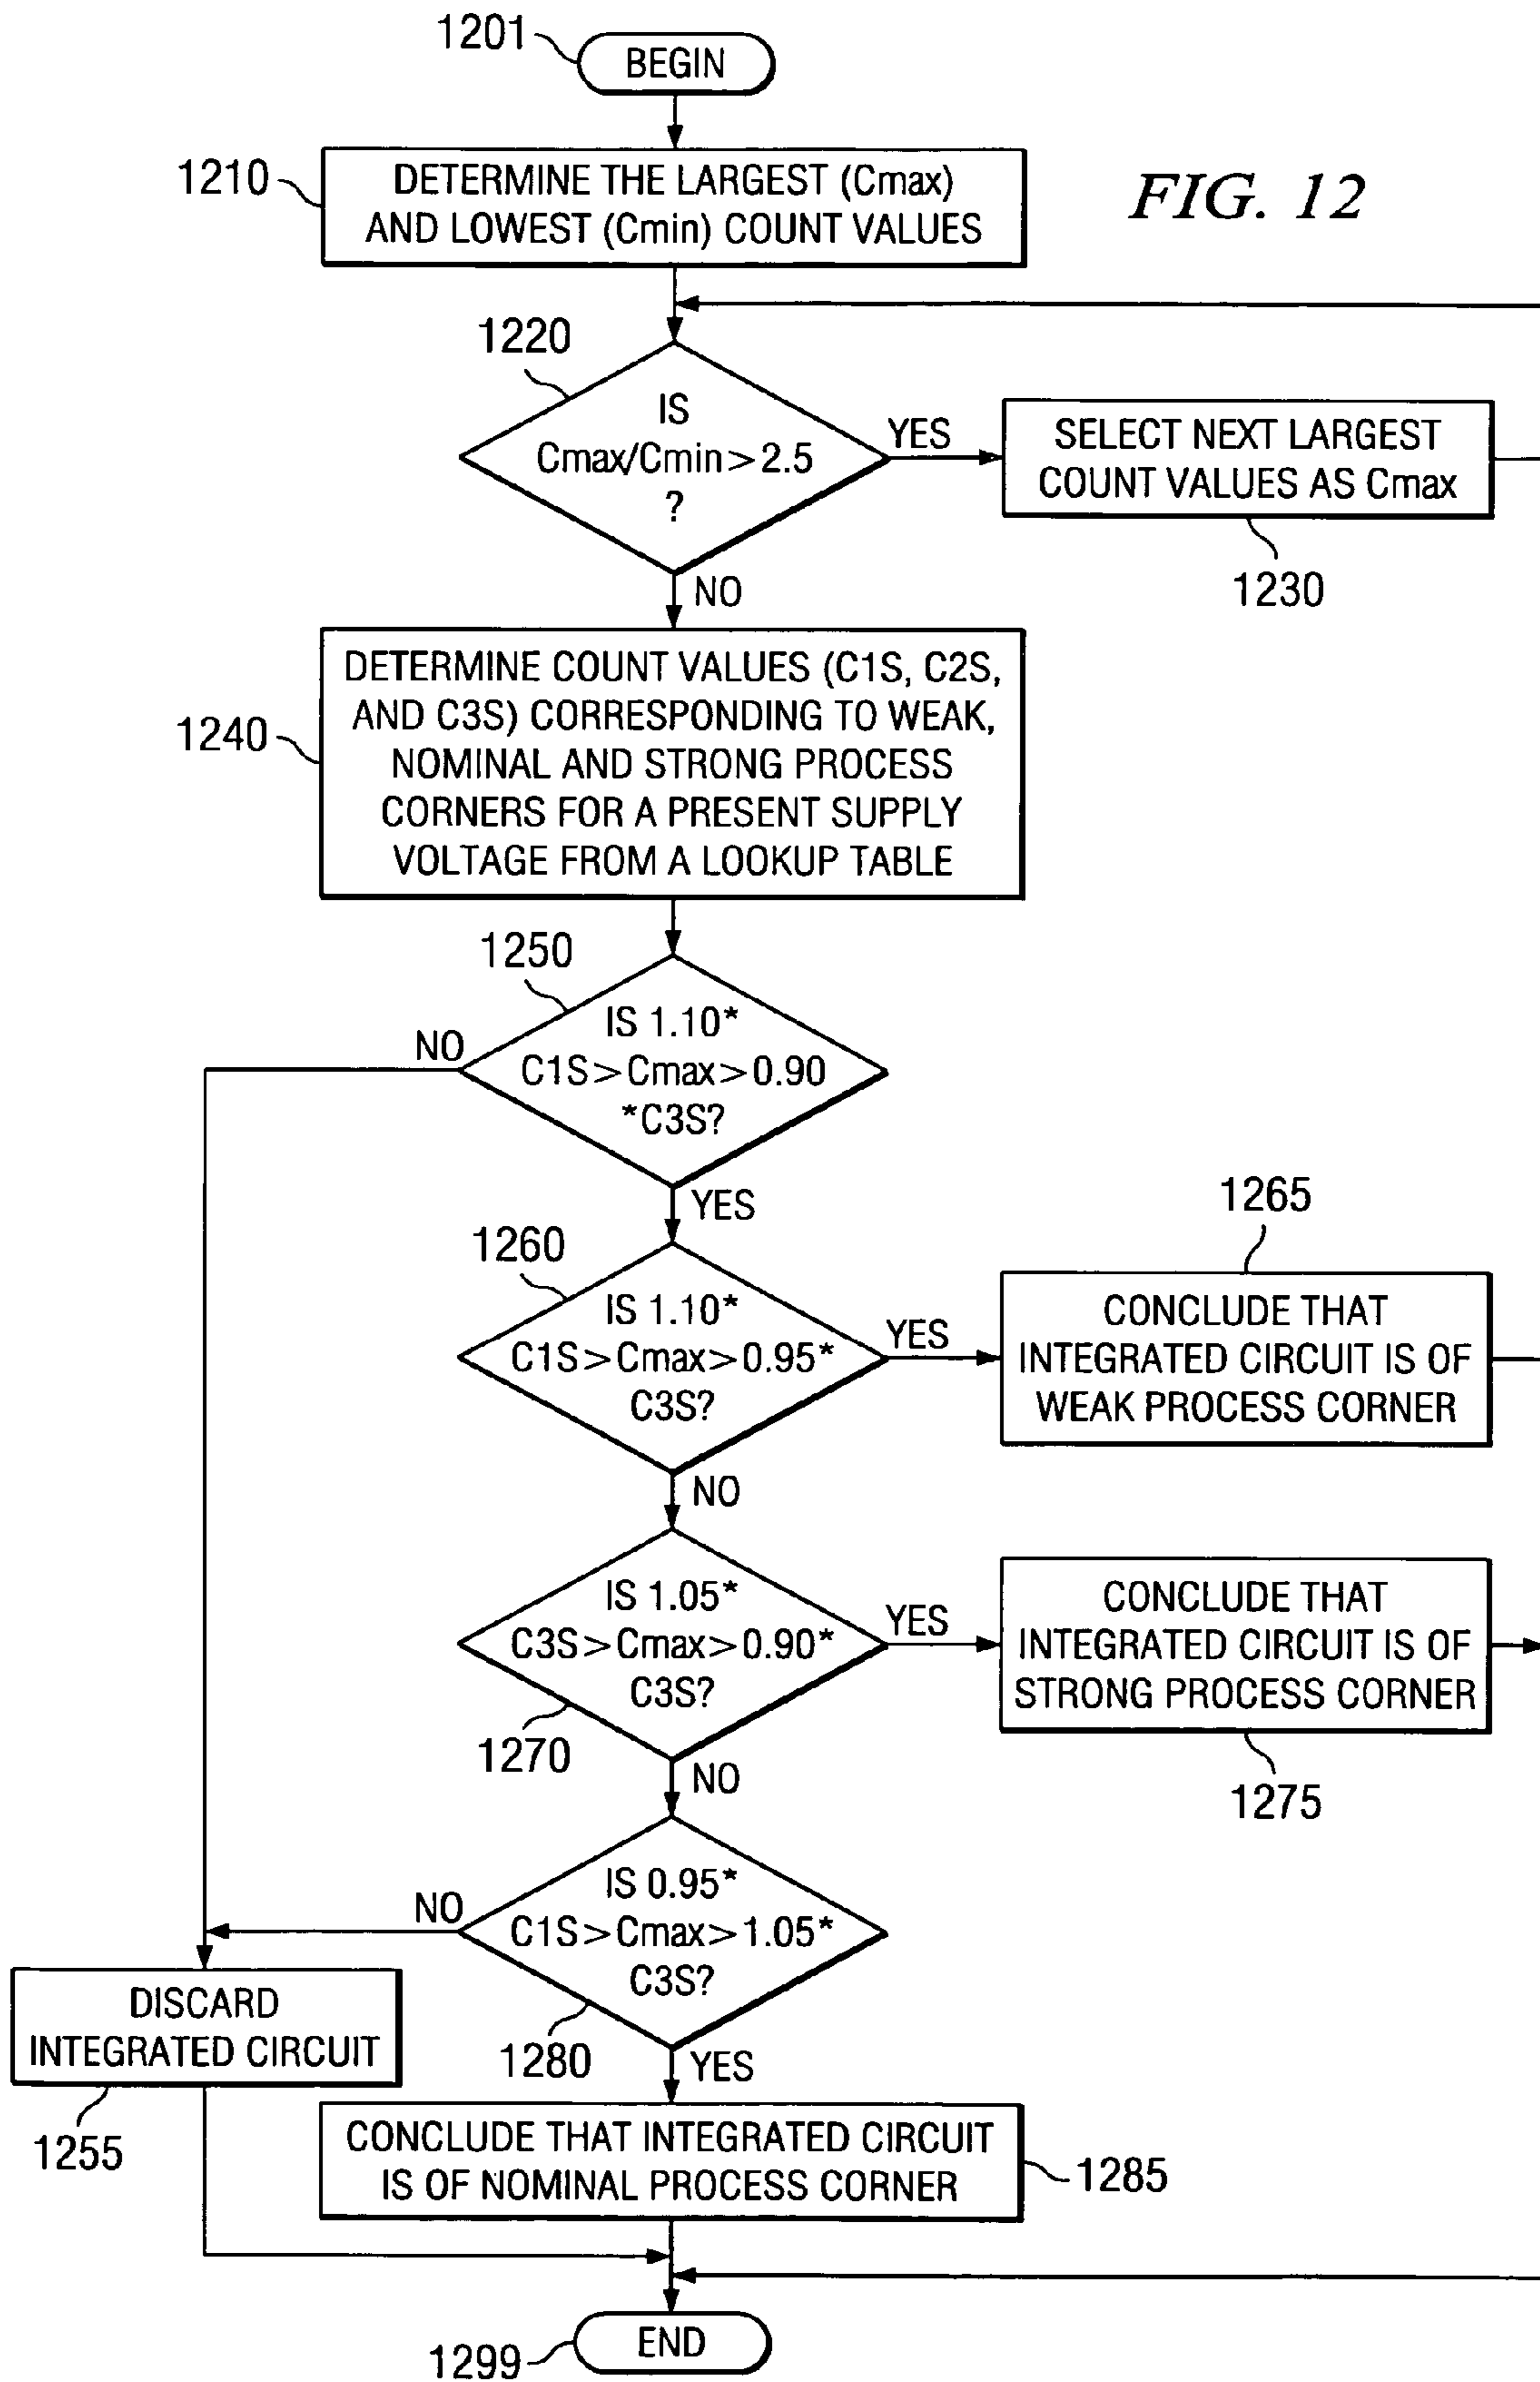 1201
BEGIN
1210
DETERMINE THE LARGEST (Cmax)
AND LOWEST (Cmin) COUNT VALUES
FIG. 12
1220
IS
Cmax/Cmin>2.5
?
YES
SELECT NEXT LARGEST
COUNT VALUES AS Cmax
1230
NO
1240
DETERMINE COUNT VALUES (C1S, C2S,
AND C3S) CORRESPONDING TO WEAK,
NOMINAL AND STRONG PROCESS
CORNERS FOR A PRESENT SUPPLY
VOLTAGE FROM A LOOKUP TABLE
1250
NO
IS 1.10*
C1S>Cmax>0.90
*C3S?
YES
1260
IS 1.10*
C1S>Cmax>0.95*
C3S?
YES
1265
CONCLUDE THAT
INTEGRATED CIRCUIT IS OF
WEAK PROCESS CORNER
NO
IS 1.05*
C3S>Cmax>0.90*
C3S?
1270
YES
CONCLUDE THAT
INTEGRATED CIRCUIT IS OF
STRONG PROCESS CORNER
1275
NO
NO
IS 0.95*
C1S>Cmax>1.05*
C3S?
1280
YES
DISCARD
INTEGRATED CIRCUIT
1255
CONCLUDE THAT INTEGRATED CIRCUIT
IS OF NOMINAL PROCESS CORNER
1285
END
1299